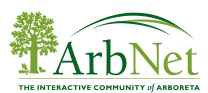 ArbNet
THE INTERACTIVE COMMUNITY of ARBORETA